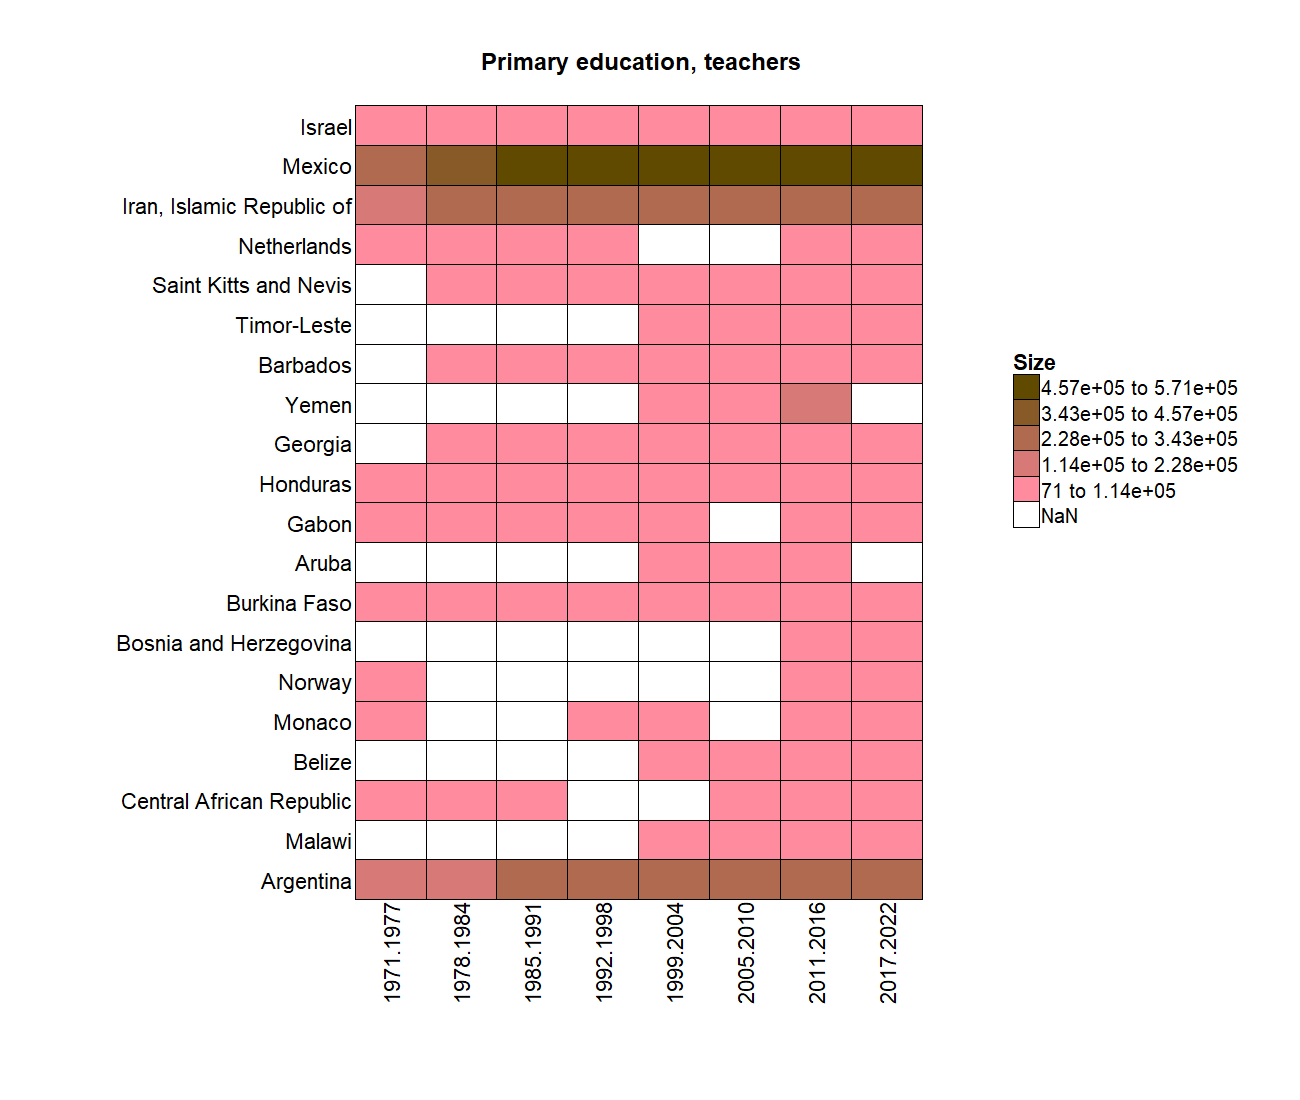 Primary education, teachers
Israel
Mexico
Iran, Islamic Republic of
Netherlands
Saint Kitts and Nevis
Timor-Leste
Barbados
Yemen
Georgia
Honduras
Gabon
Aruba
Burkina Faso
Bosnia and Herzegovina
Norway
Monaco
Belize
Central African Republic
Malawi
Argentina
1971.1977
1978.1984
1985.1991
1992.1998
1999.2004
2005.2010
2011.2016
2017.2022
Size
4.57e+05 to 5.71e+05
3.43e+05 to 4.57e+05
2.28e+05 to 3.43e+05
1.14e+05 to 2.28e+05
71 to 1.14e+05
NaN